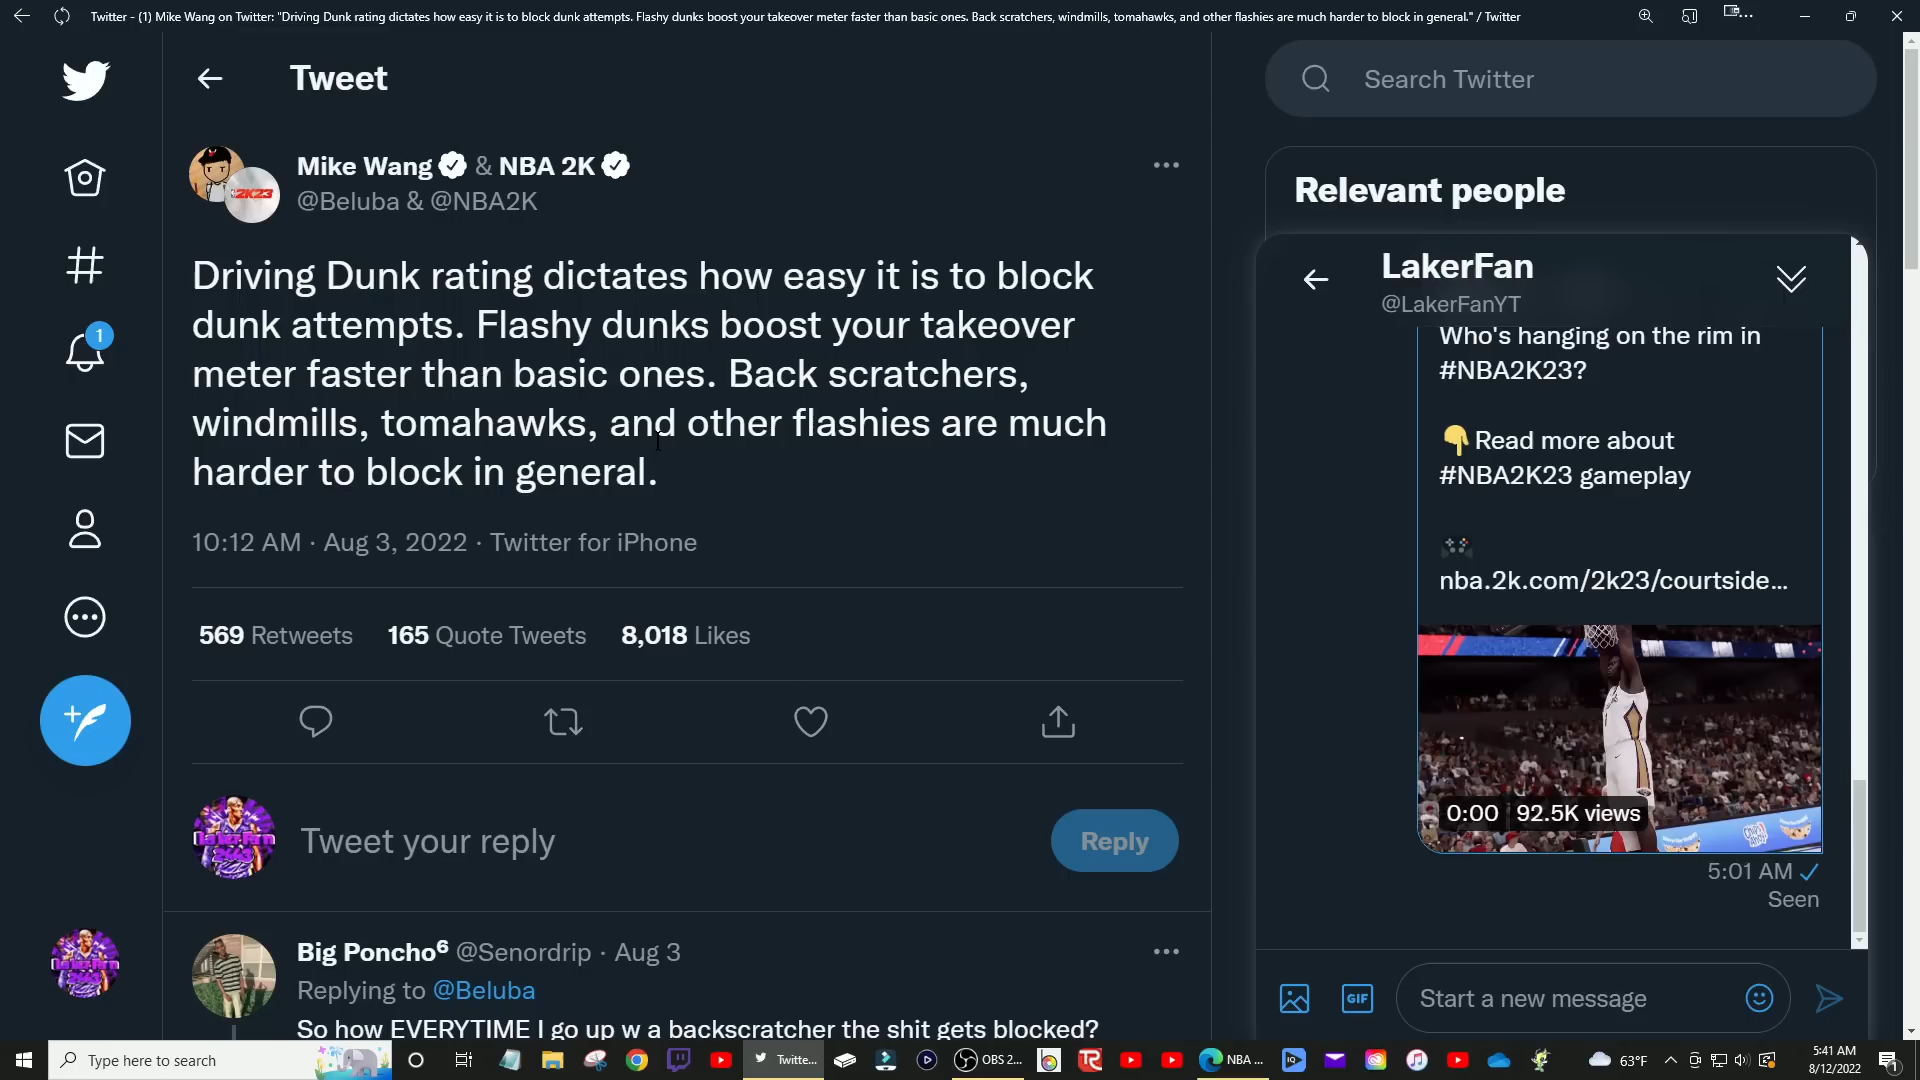 Twitter - (1) Mike Wang on Twitter: "Driving Dunk rating dictates how easy it is to block dunk attempts. Flashy dunks boost your takeover meter faster than basic ones. Back scratchers, windmills, tomahawks, and other flashies are much harder to block in general." / Twitter
Tweet
Mike Wang & NBA 2K
@Beluba & @NBA2K
2K23
Driving Dunk rating dictates how easy it is to block
dunk attempts. Flashy dunks boost your takeover
meter faster than basic ones. Back scratchers,
windmills, tomahawks, and other flashies are much
harder to block in general.
10:12 AM · Aug 3, 2022 · Twitter for iPhone
569 Retweets 165 Quote Tweets 8,018 Likes
Tweet your reply
Reply
Big Poncho⁶ @Senordrip · Aug 3
Replying to @Beluba
So how EVERYTIME I go up w a backscratcher the shit gets blocked?
1
Search Twitter
Relevant people
LakerFan
@LakerFanYT
Who's hanging on the rim in
#NBA2K23?
👇Read more about
#NBA2K23 gameplay
🎮
nba.2k.com/2k23/courtside...
0:00 92.5K views
5:01 AM
Seen
GIF
Start a new message
Type here to search
Twitte...
OBS 2...
NBA ...
63°F
5:41 AM
8/12/2022
1